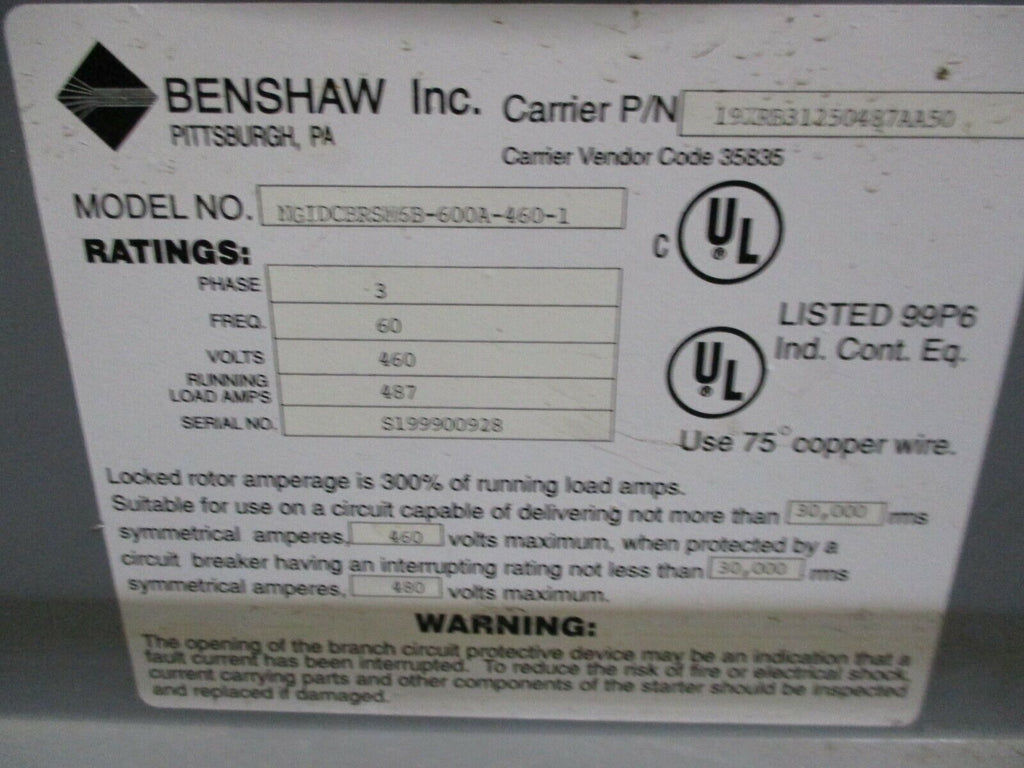 BENSHAW Inc.
PITTSBURGH, PA
Carrier P/N 19XRB31250487AA50
Carrier Vendor Code 35835
MODEL NO.
C UL
RATINGS:
PHASE 3
FREQ. 60
VOLTS 460
RUNNING
LOAD AMPS 487
SERIAL NO. S199900928
LISTED 99P6
UL Ind. Cont. Eq.
Use 75° copper wire.
Locked rotor amperage is 300% of running load amps.
Suitable for use on a circuit capable of delivering not more than 30,000 rms
symmetrical amperes, 460 volts maximum, when protected by a
circuit breaker having an interrupting rating not less than 30,000 rms
symmetrical amperes, 480 volts maximum.
WARNING:
The opening of the branch circuit protective device may be an indication that a
fault current has been interrupted. To reduce the risk of fire or electrical shock,
current carrying parts and other components of the starter should be inspected
and replaced if damaged.